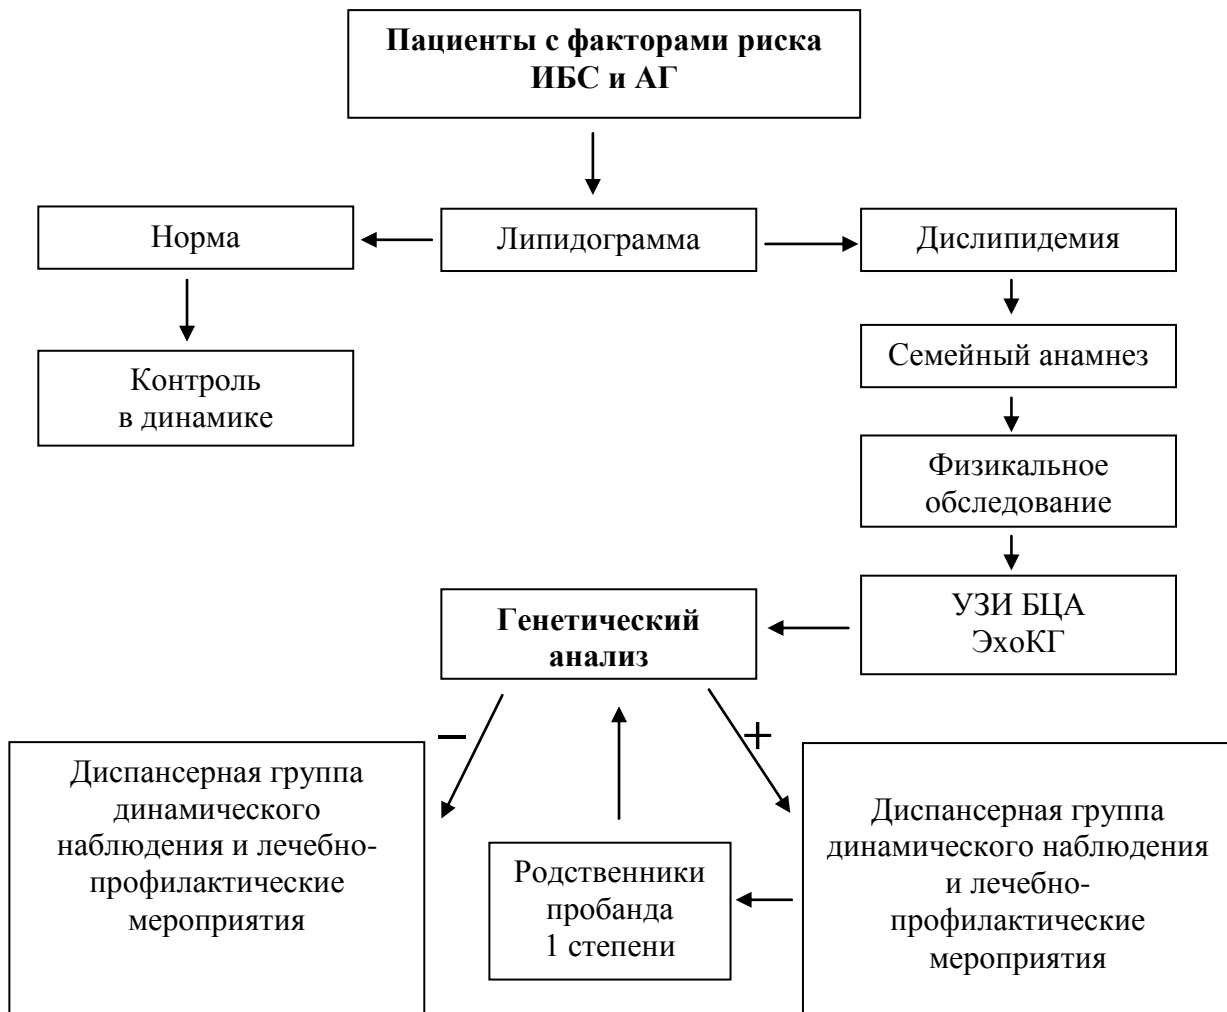 Пациенты с факторами риска
ИБС и АГ
Норма
Липидограмма
Дислипидемия
Контроль
в динамике
Семейный анамнез
Физикальное
обследование
УЗИ БЦА
ЭхоКГ
Генетический
анализ
–
+
Диспансерная группа
динамического
наблюдения и лечебно-
профилактические
мероприятия
Родственники
пробанда
1 степени
Диспансерная группа
динамического наблюдения
и лечебно-
профилактические
мероприятия